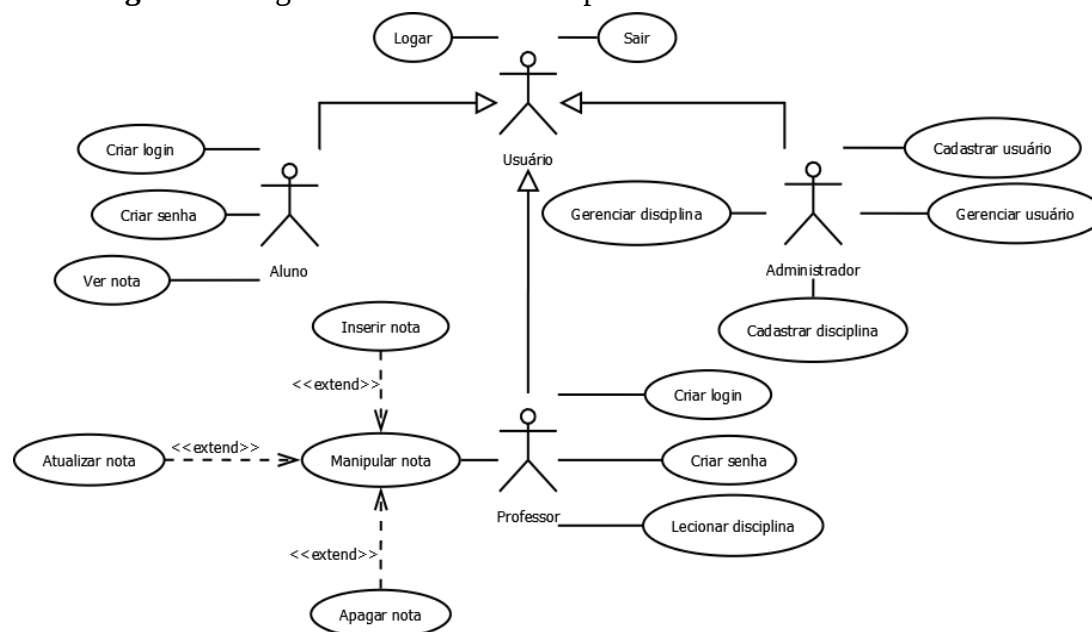 Logar
Sair
Usuário
Criar login
Cadastrar usuário
Criar senha
Gerenciar disciplina
Gerenciar usuário
Aluno
Administrador
Ver nota
Inserir nota
Cadastrar disciplina
<<extend>>
Criar login
<<extend>>
Atualizar nota
Manipular nota
Criar senha
Professor
Lecionar disciplina
<<extend>>
Apagar nota